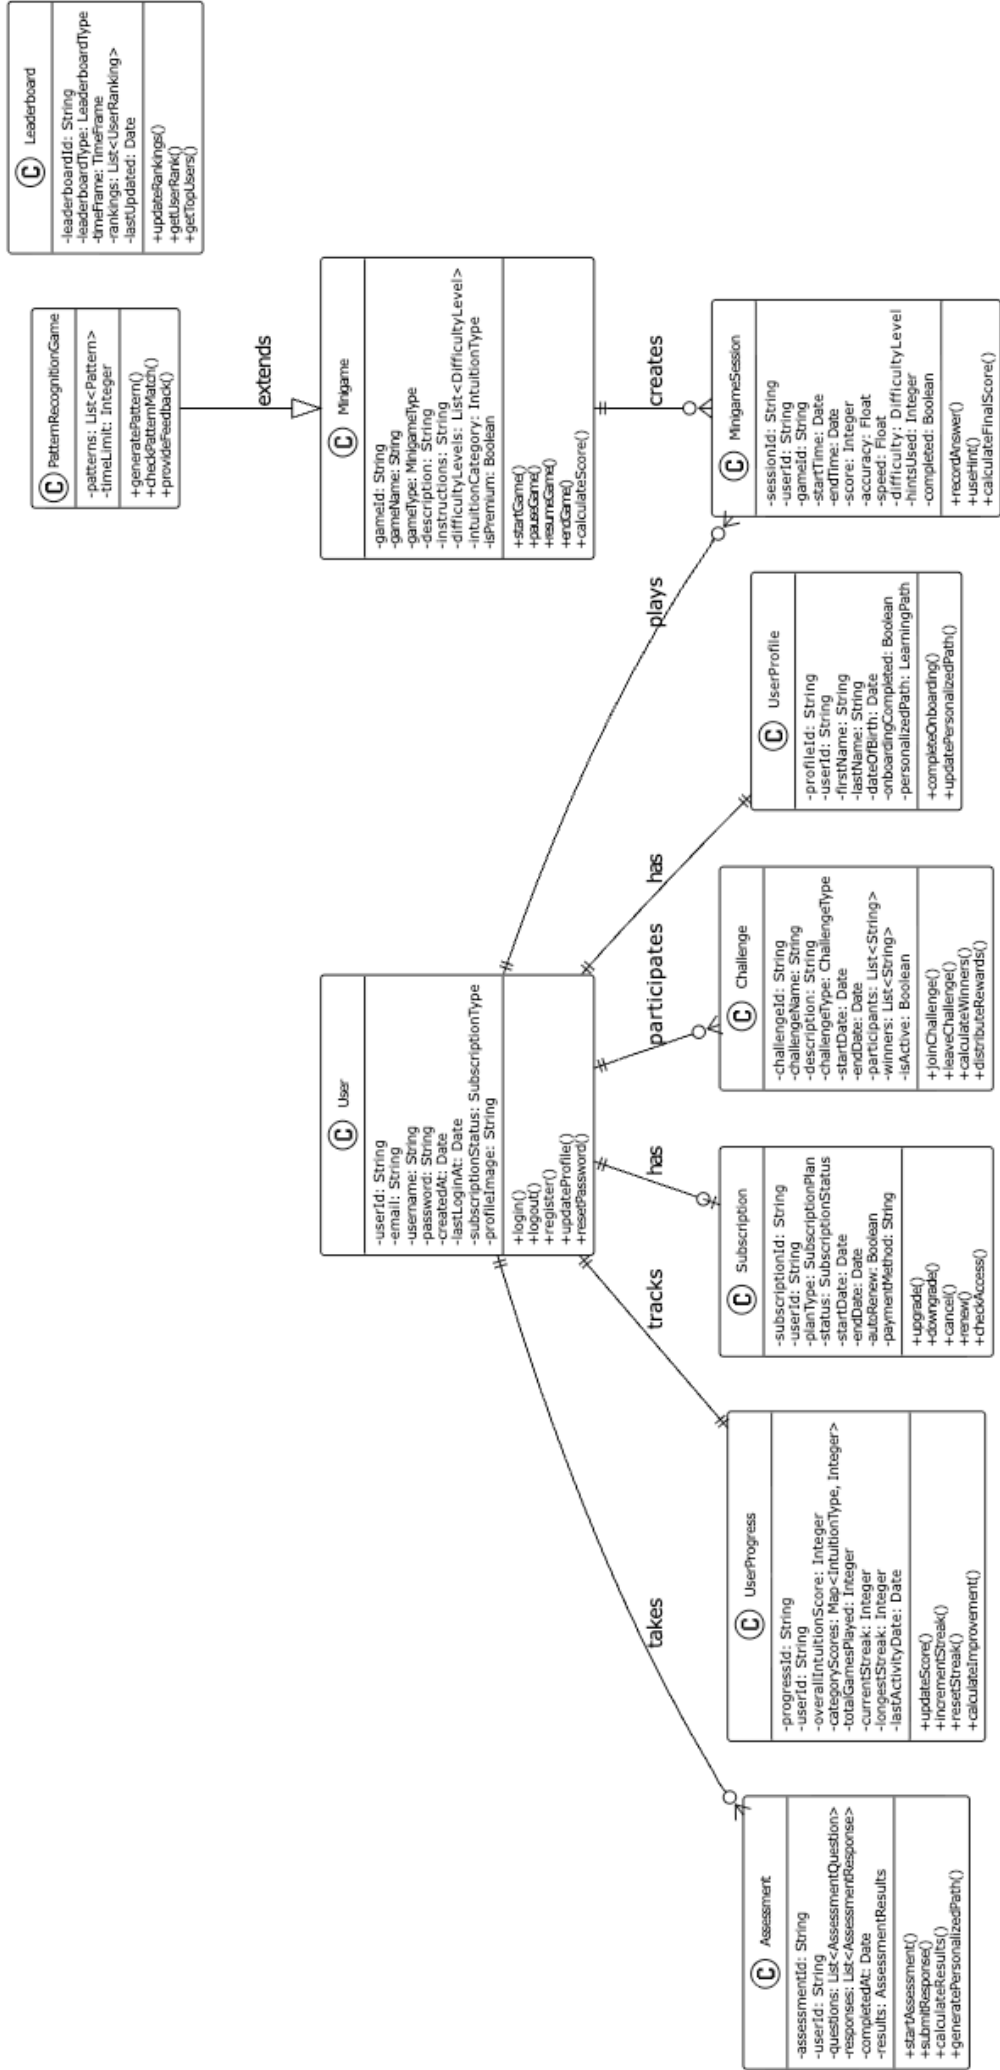 C Leaderboard
-leaderboardId: String
-leaderboardType: LeaderboardType
-timeFrame: TimeFrame
-rankings: List<UserRanking>
-lastUpdated: Date
+updateRankings()
+getUserRank()
+getTopUsers()
C PatternRecognitionGame
-patterns: List<Pattern>
-timeLimit: Integer
+generatePattern()
+checkPatternMatch()
+provideFeedback()
extends
C Minigame
-gameId: String
-gameName: String
-gameType: MinigameType
-description: String
-instructions: String
-difficultyLevels: List<DifficultyLevel>
-intuitionCategory: IntuitionType
-isPremium: Boolean
+startGame()
+pauseGame()
+resumeGame()
+endGame()
+calculateScore()
C User
-userId: String
-email: String
-username: String
-password: String
-createdAt: Date
-lastLoginAt: Date
-subscriptionStatus: SubscriptionType
-profileImage: String
+login()
+logout()
+register()
+updateProfile()
+resetPassword()
takes
tracks
has
participates
has
plays
creates
C Assessment
-assessmentId: String
-userId: String
-questions: List<AssessmentQuestion>
-responses: List<AssessmentResponse>
-completedAt: Date
-results: AssessmentResults
+startAssessment()
+submitResponse()
+calculateResults()
+generatePersonalizedPath()
C UserProgress
-progressId: String
-userId: String
-overallIntuitionScore: Integer
-categoryScores: Map<IntuitionType, Integer>
-totalGamesPlayed: Integer
-currentStreak: Integer
-longestStreak: Integer
-lastActivityDate: Date
+updateScore()
+incrementStreak()
+resetStreak()
+calculateImprovement()
C Subscription
-subscriptionId: String
-userId: String
-planType: SubscriptionPlan
-status: SubscriptionStatus
-startDate: Date
-endDate: Date
-autoRenew: Boolean
-paymentMethod: String
+upgrade()
+downgrade()
+cancel()
+renew()
+checkAccess()
C Challenge
-challengeId: String
-challengeName: String
-description: String
-challengeType: ChallengeType
-startDate: Date
-endDate: Date
-participants: List<String>
-winners: List<String>
-isActive: Boolean
+joinChallenge()
+leaveChallenge()
+calculateWinners()
+distributeRewards()
C UserProfile
-profileId: String
-userId: String
-firstName: String
-lastName: String
-dateOfBirth: Date
-onboardingCompleted: Boolean
-personalizedPath: LearningPath
+completeOnboarding()
+updatePersonalizedPath()
C MinigameSession
-sessionId: String
-userId: String
-gameId: String
-startTime: Date
-endTime: Date
-score: Integer
-accuracy: Float
-speed: Float
-difficulty: DifficultyLevel
-hintsUsed: Integer
-completed: Boolean
+recordAnswer()
+useHint()
+calculateFinalScore()